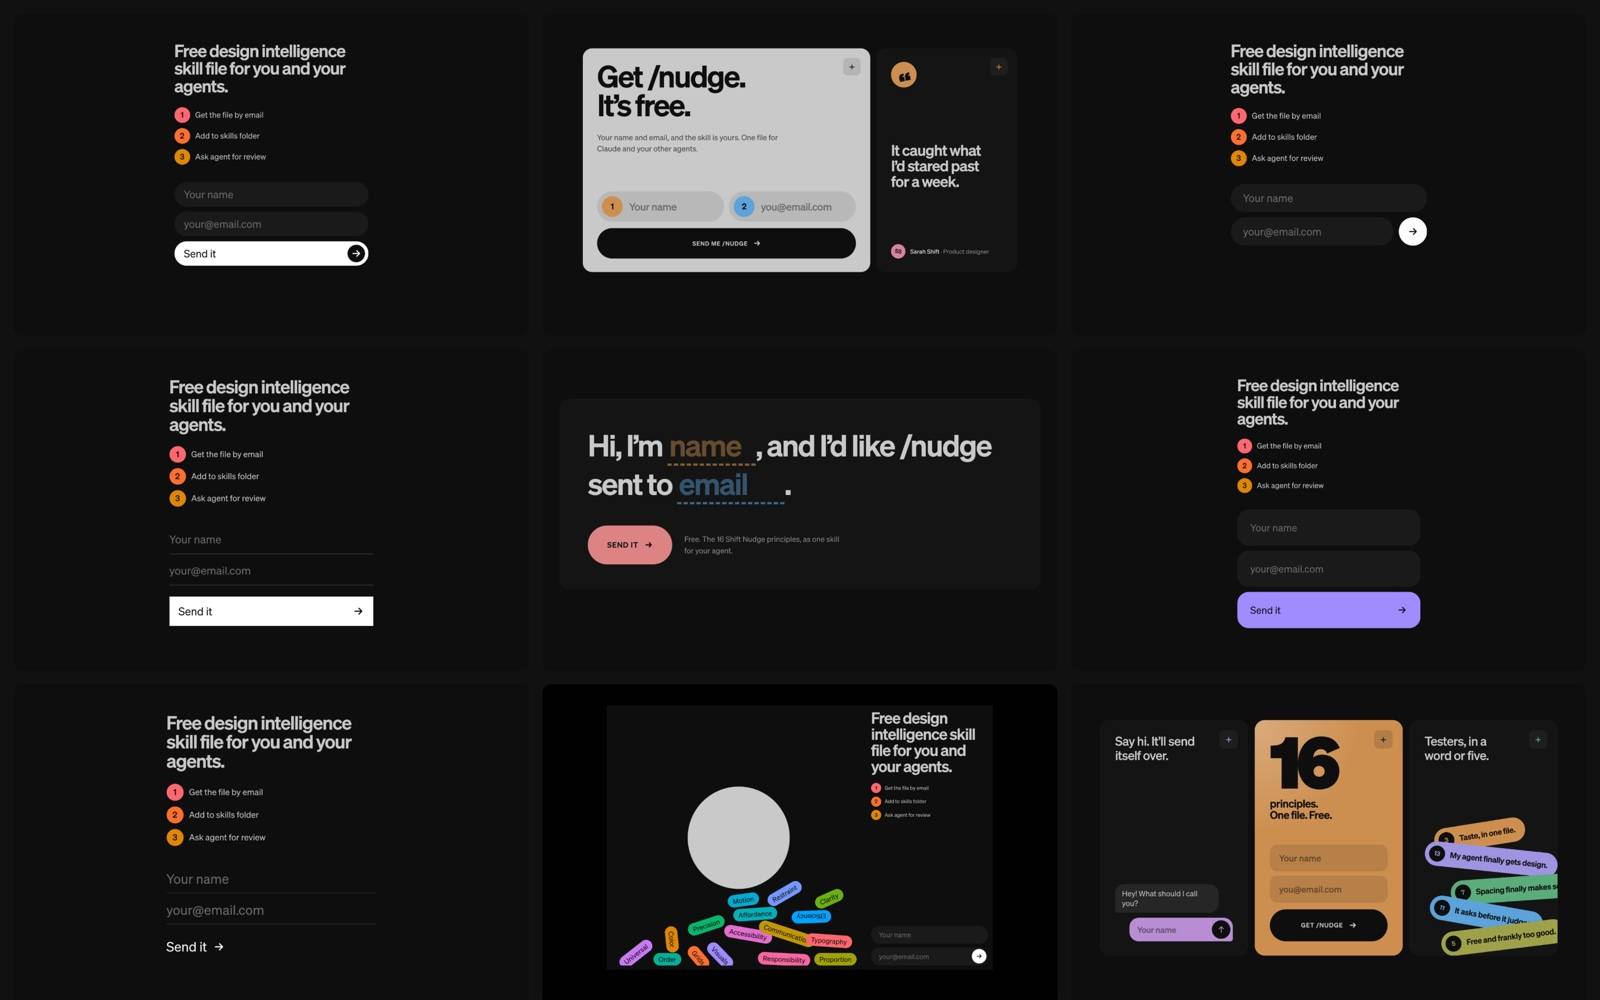 Free design intelligence
skill file for you and your
agents.
1 Get the file by email
2 Add to skills folder
3 Ask agent for review
Your name
your@email.com
Send it
Get /nudge.
It’s free.
Your name and email, and the skill is yours. One file for
Claude and your other agents.
1 Your name
2 you@email.com
SEND ME /NUDGE
It caught what
I’d stared past
for a week.
Sarah Shift · Product designer
Free design intelligence
skill file for you and your
agents.
1 Get the file by email
2 Add to skills folder
3 Ask agent for review
Your name
your@email.com
Free design intelligence
skill file for you and your
agents.
1 Get the file by email
2 Add to skills folder
3 Ask agent for review
Your name
your@email.com
Send it
Hi, I’m name , and I’d like /nudge
sent to email .
SEND IT
Free. The 16 Shift Nudge principles, as one skill
for your agent.
Free design intelligence
skill file for you and your
agents.
1 Get the file by email
2 Add to skills folder
3 Ask agent for review
Your name
your@email.com
Send it
Free design intelligence
skill file for you and your
agents.
1 Get the file by email
2 Add to skills folder
3 Ask agent for review
Your name
your@email.com
Send it
Free design
intelligence skill
file for you and
your agents.
1 Get the file by email
2 Add to skills folder
3 Ask agent for review
Motion
Restraint
Clarity
Affordance
Efficiency
Precision
Accessibility
Communicatio
Typography
Universal
Color
Order
Grids
Visuals
Responsibility
Proportion
Your name
your@email.com
Say hi. It’ll send
itself over.
Hey! What should I call
you?
Your name
16
principles.
One file. Free.
Your name
you@email.com
GET /NUDGE
Testers, in a
word or five.
Taste, in one file.
13 My agent finally gets design.
7 Spacing finally makes s
11 It asks before it judg
5 Free and frankly too good.